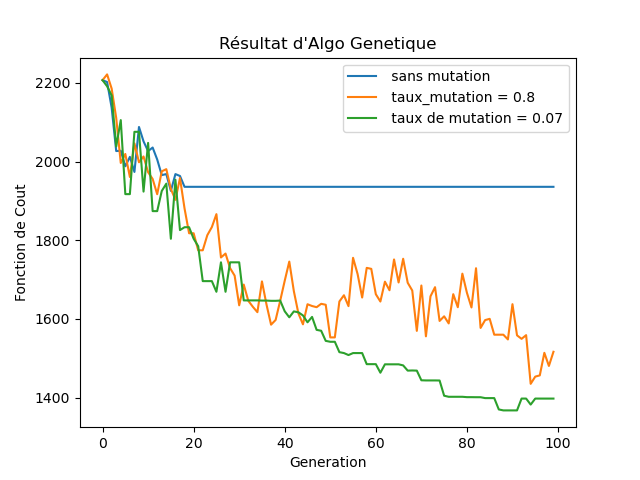 Résultat d'Algo Genetique
sans mutation
taux_mutation = 0.8
taux de mutation = 0.07
Fonction de Cout
2200
2000
1800
1600
1400
0 20 40 60 80 100
Generation